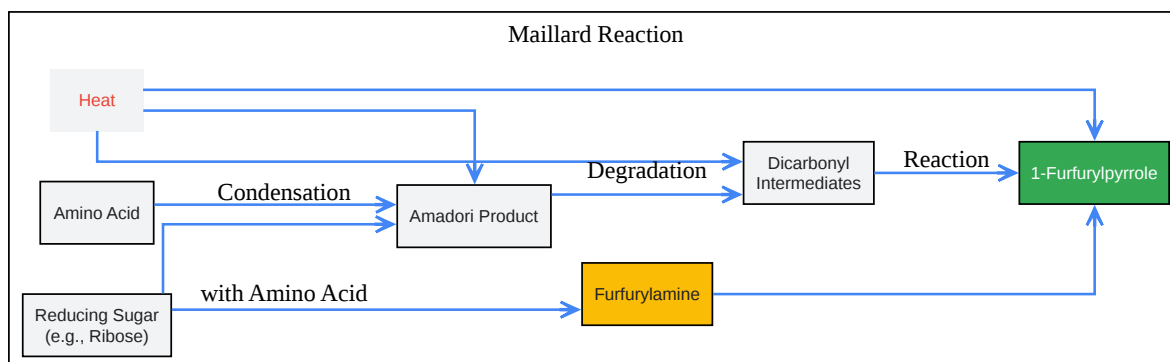 Maillard Reaction
Heat
Degradation
Dicarbonyl
Intermediates
Reaction
1-Furfurylpyrrole
Amino Acid
Condensation
Amadori Product
Reducing Sugar
(e.g., Ribose)
with Amino Acid
Furfurylamine